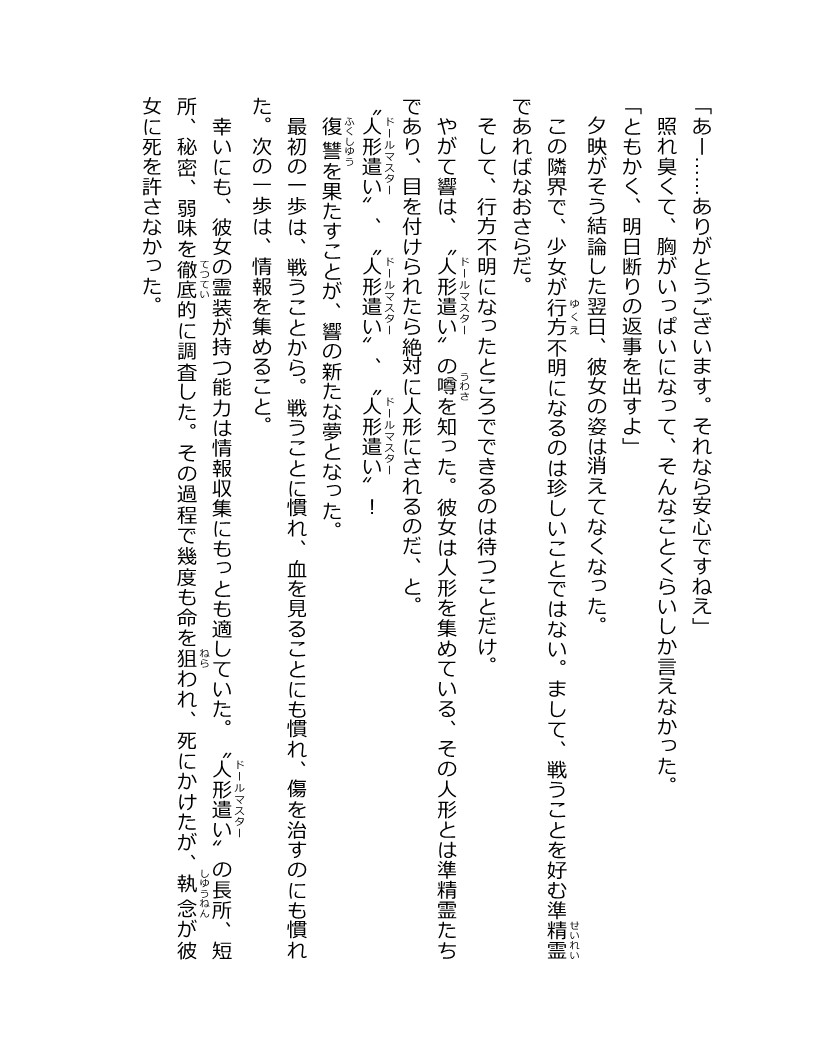 「あー……ありがとうございます。それなら安心ですねえ」
照れ臭くて、胸がいっぱいになって、そんなことくらいしか言えなかった。
「ともかく、明日断りの返事を出すよ」
夕映がそう結論した翌日、彼女の姿は消えてなくなった。
この隣界で、少女が行方不明になるのは珍しいことではない。まして、戦うことを好む準精霊
であればなおさらだ。
そして、行方不明になったところでできるのは待つことだけ。
やがて響は、〝人形遣い〟の噂を知った。彼女は人形を集めている、その人形とは準精霊たち
であり、目を付けられたら絶対に人形にされるのだ、と。
〝人形遣い〟、〝人形遣い〟、〝人形遣い〟！
復讐を果たすことが、響の新たな夢となった。
最初の一歩は、戦うことから。戦うことに慣れ、血を見ることにも慣れ、傷を治すのにも慣れ
た。次の一歩は、情報を集めること。
幸いにも、彼女の霊装が持つ能力は情報収集にもっとも適していた。〝人形遣い〟の長所、短
所、秘密、弱味を徹底的に調査した。その過程で幾度も命を狙われ、死にかけたが、執念が彼
女に死を許さなかった。